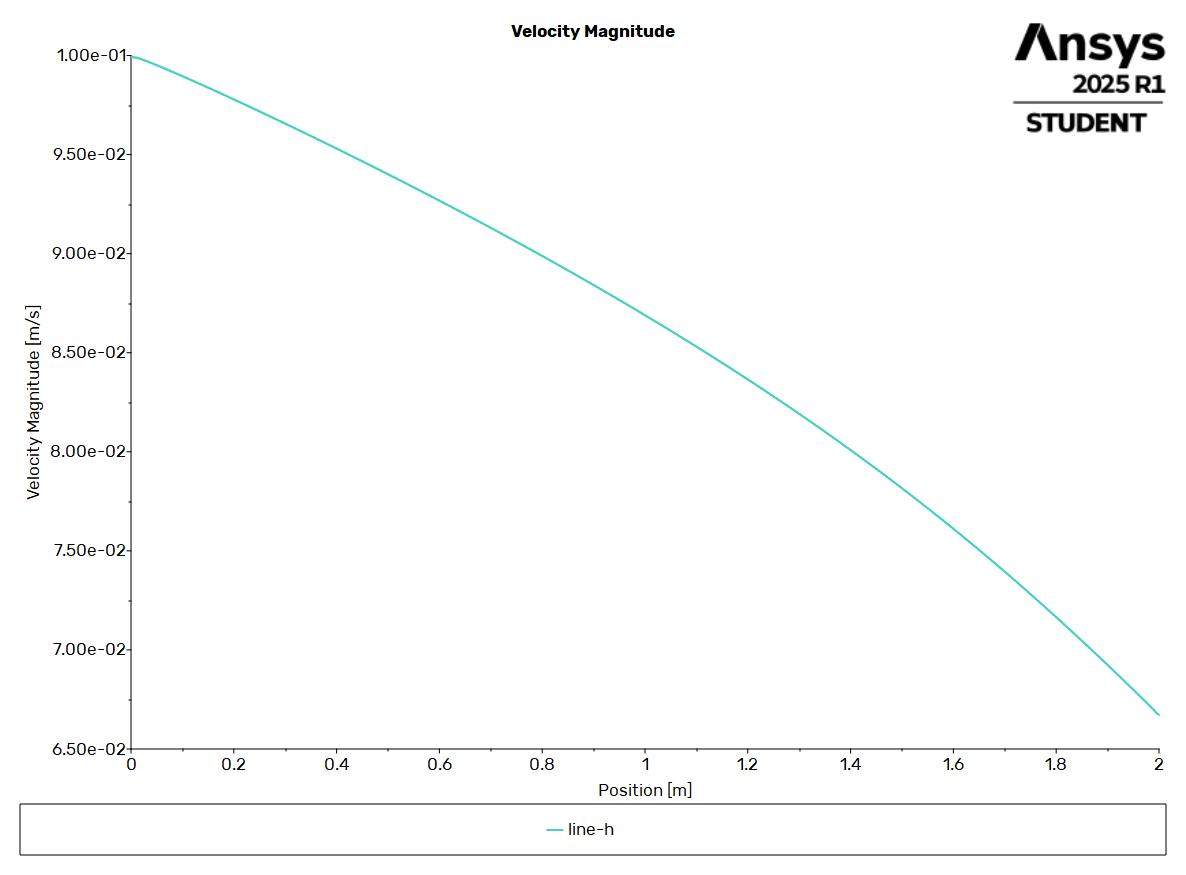 Velocity Magnitude
Ansys
2025 R1
STUDENT
1.00e-01
9.50e-02
9.00e-02
8.50e-02
8.00e-02
7.50e-02
7.00e-02
6.50e-02
Velocity Magnitude [m/s]
0 0.2 0.4 0.6 0.8 1 1.2 1.4 1.6 1.8 2
Position [m]
line-h